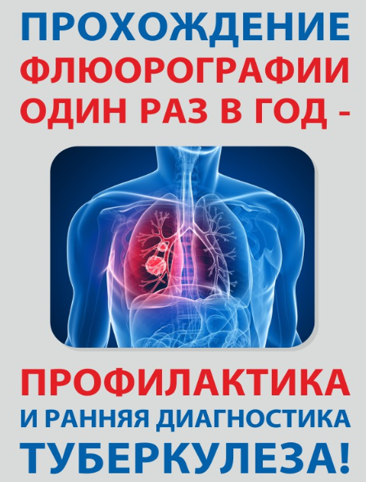 ПРОХОЖДЕНИЕ
ФЛЮОРОГРАФИИ
ОДИН РАЗ В ГОД -
ПРОФИЛАКТИКА
И РАННЯЯ ДИАГНОСТИКА
ТУБЕРКУЛЕЗА!